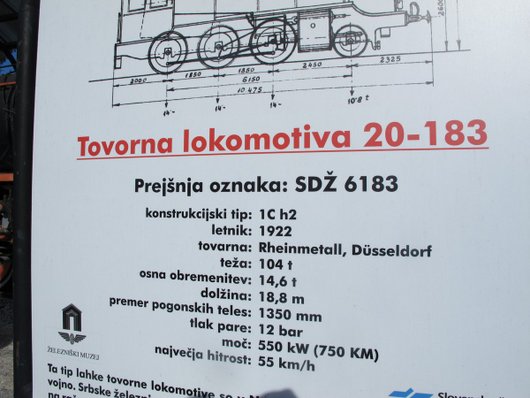 2600
2000 1850 1850 2450 2325
6150
10.475
14,- 14,- 14,- 10'8 t
Tovorna lokomotiva 20-183
Prejšnja oznaka: SDŽ 6183
konstrukcijski tip: 1C h2
letnik: 1922
tovarna: Rheinmetall, Düsseldorf
teža: 104 t
osna obremenitev: 14,6 t
dolžina: 18,8 m
premer pogonskih teles: 1350 mm
tlak pare: 12 bar
moč: 550 kW (750 KM)
največja hitrost: 55 km/h
ŽELEZNIŠKI MUZEJ
Ta tip lahke tovorne lokomotive so v
vojno. Srbske